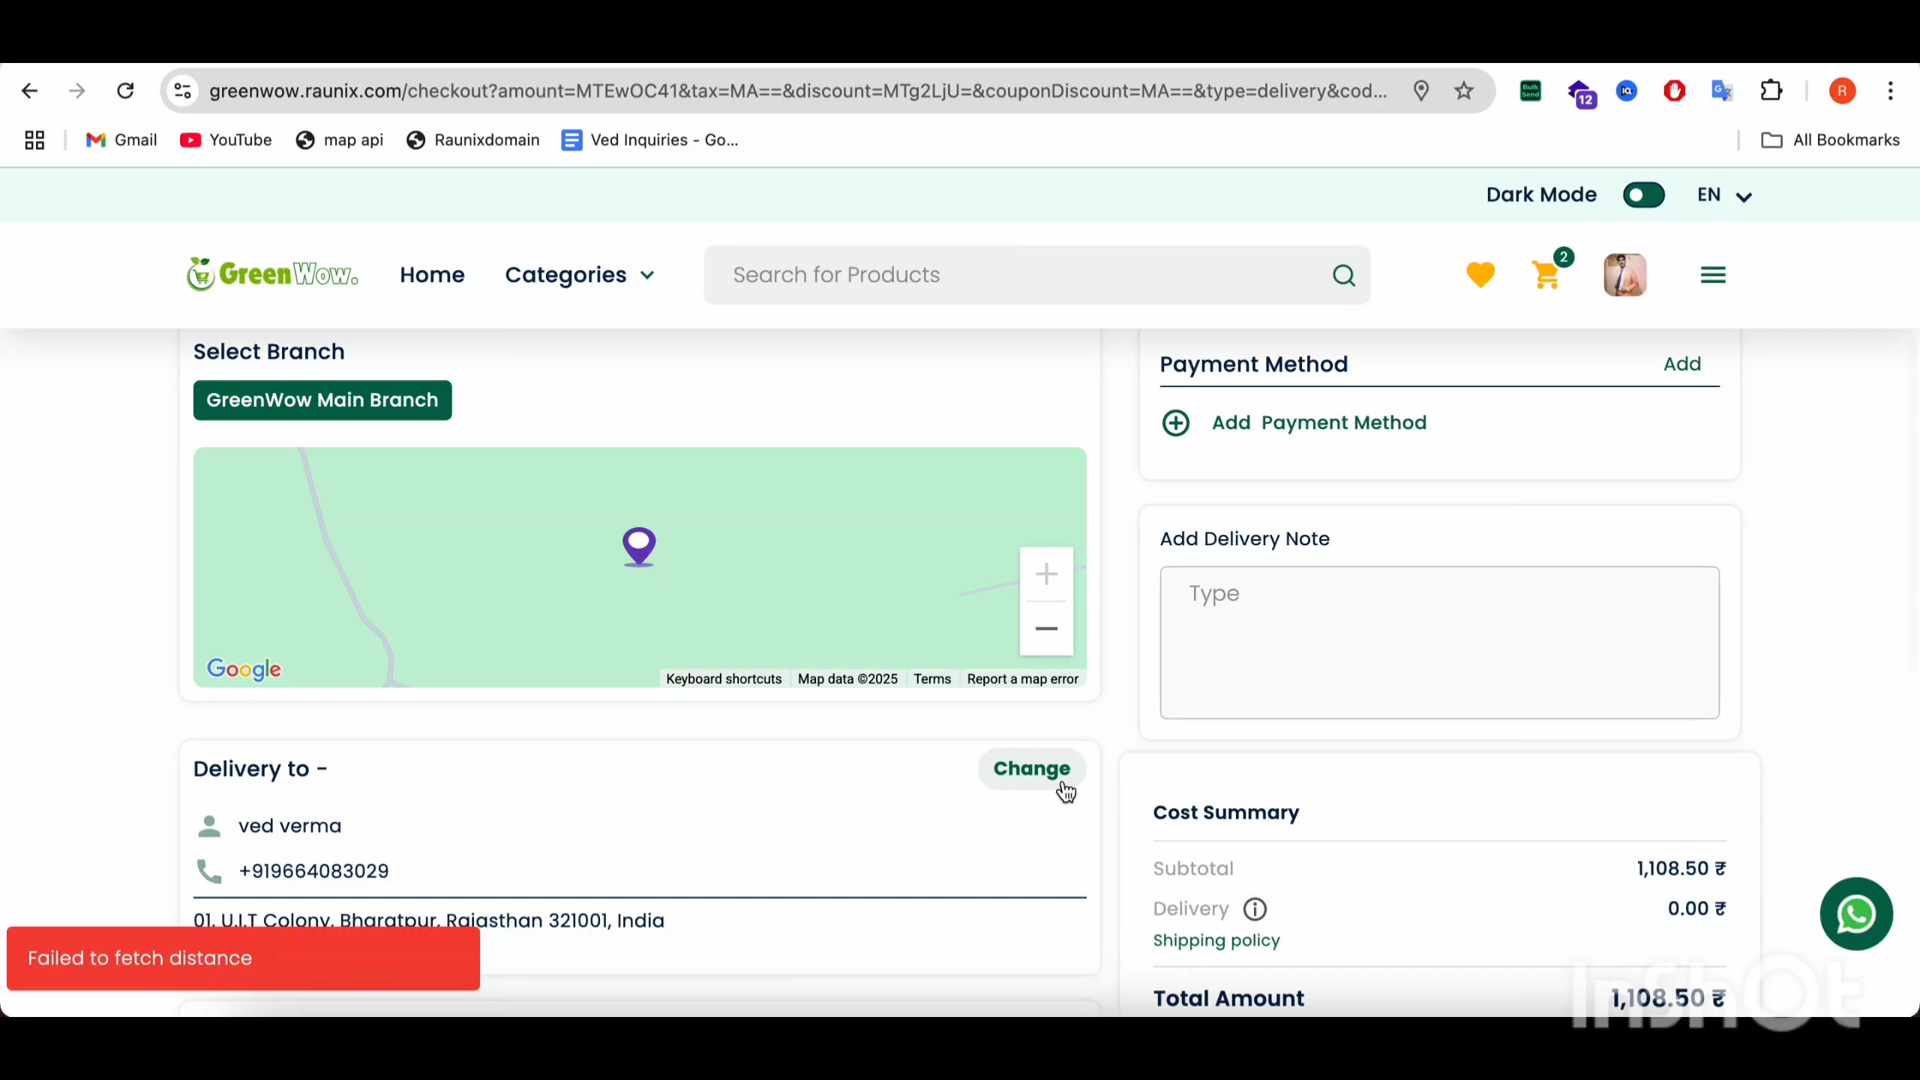 greenwow.raunix.com/checkout?amount=MTEwOC41&tax=MA==&discount=MTg2LjU=&couponDiscount=MA==&type=delivery&cod...
Bulk Send
12
IQ
R
Gmail
YouTube
map api
Raunixdomain
Ved Inquiries - Go...
All Bookmarks
Dark Mode
EN
GreenWow.
Home
Categories
Search for Products
2
Select Branch
GreenWow Main Branch
Google
Keyboard shortcuts
Map data ©2025
Terms
Report a map error
Payment Method
Add
Add Payment Method
Add Delivery Note
Type
Delivery to -
Change
ved verma
+919664083029
01, U.I.T Colony, Bharatpur, Rajasthan 321001, India
Failed to fetch distance
Cost Summary
Subtotal
1,108.50 ₹
Delivery
0.00 ₹
Shipping policy
Total Amount
1,108.50 ₹
InShOt